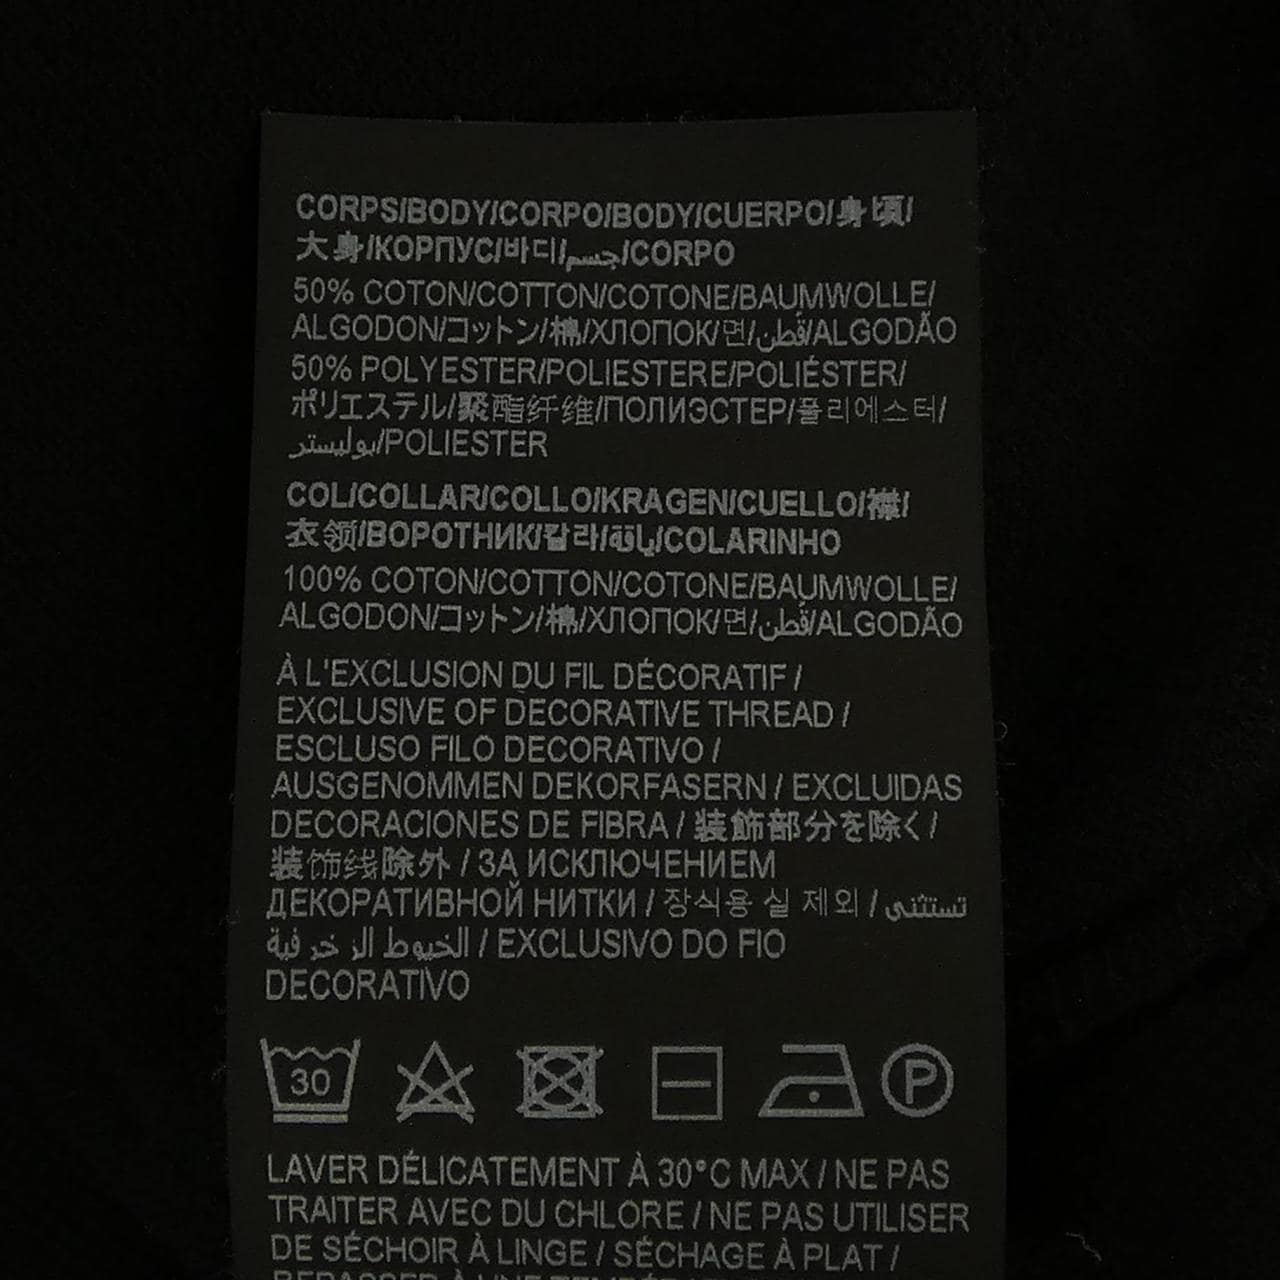 CORPS/BODY/CORPO/BODY/CUERPO/身頃/
大身/КОРПУС/바디/جسم/CORPO
50% COTON/COTTON/COTONE/BAUMWOLLE/
ALGODON/コットン/棉/ХЛОПОК/면/قُطن/ALGODÃO
50% POLYESTER/POLIESTERE/POLIÉSTER/
ポリエステル/聚酯纤维/ПОЛИЭСТЕР/폴리에스터/
بوليستر/POLIESTER
COL/COLLAR/COLLO/KRAGEN/CUELLO/襟/
衣领/ВОРОТНИК/칼라/ياقة/COLARINHO
100% COTON/COTTON/COTONE/BAUMWOLLE/
ALGODON/コットン/棉/ХЛОПОК/면/قُطن/ALGODÃO
À L'EXCLUSION DU FIL DÉCORATIF /
EXCLUSIVE OF DECORATIVE THREAD /
ESCLUSO FILO DECORATIVO /
AUSGENOMMEN DEKORFASERN / EXCLUIDAS
DECORACIONES DE FIBRA / 装飾部分を除く /
装饰线除外 / ЗА ИСКЛЮЧЕНИЕМ
ДЕКОРАТИВНОЙ НИТКИ / 장식용 실 제외 / تستثنى
الخيوط الزخرفية / EXCLUSIVO DO FIO
DECORATIVO
30
P
LAVER DÉLICATEMENT À 30°C MAX / NE PAS
TRAITER AVEC DU CHLORE / NE PAS UTILISER
DE SÉCHOIR À LINGE / SÉCHAGE À PLAT /
REPASSER À UNE